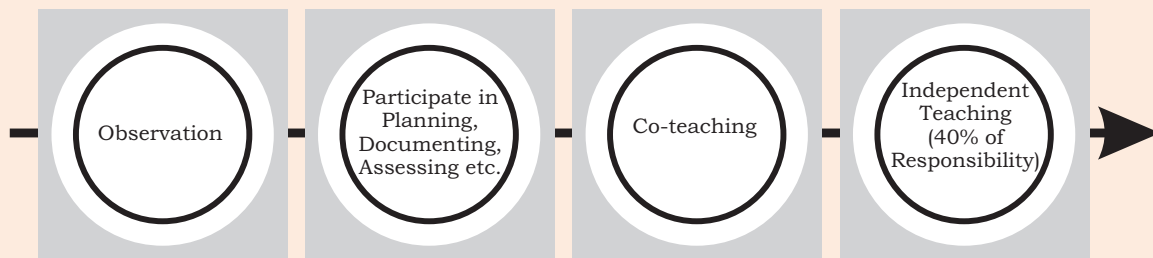 Observation
Participate in
Planning,
Documenting,
Assessing etc.
Co-teaching
Independent
Teaching
(40% of
Responsibility)